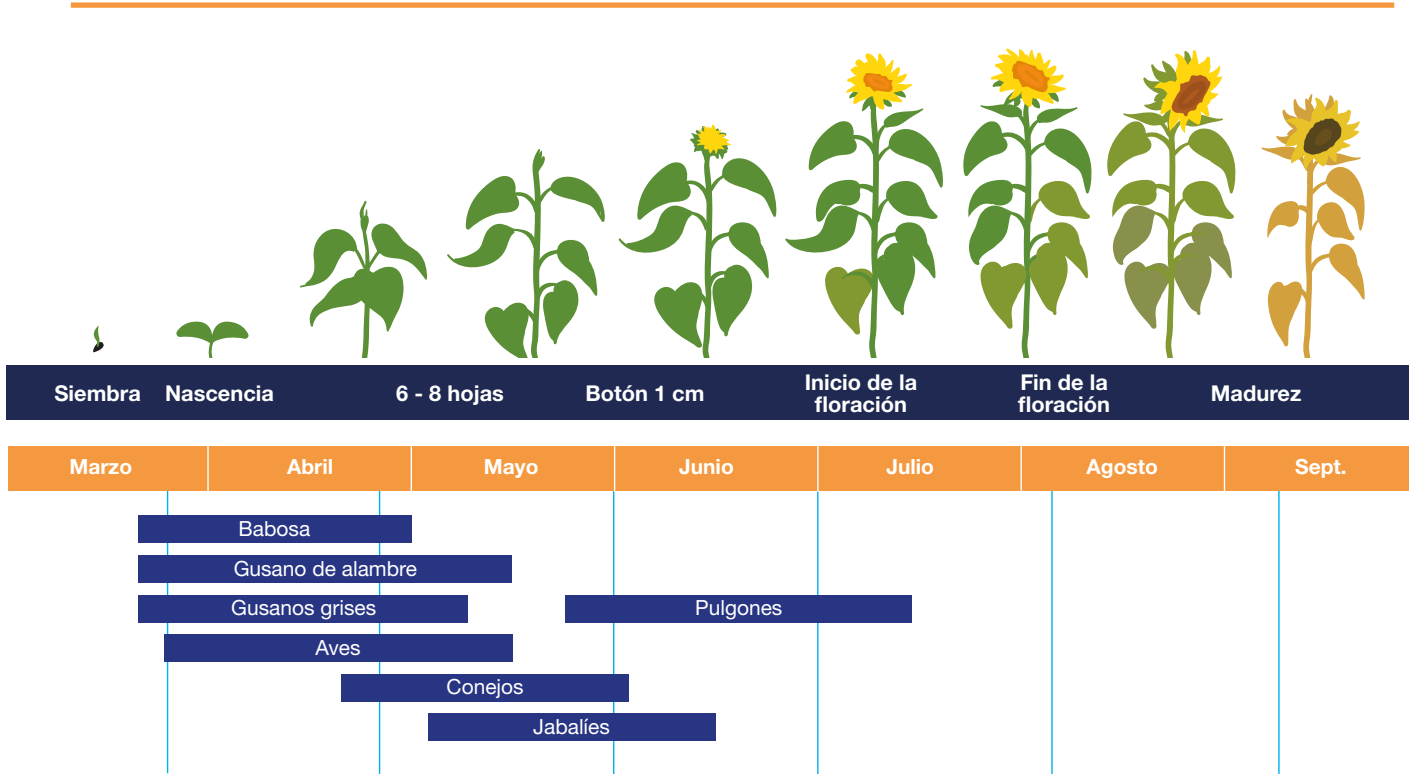 Siembra
Nascencia
6 - 8 hojas
Botón 1 cm
Inicio de la
floración
Fin de la
floración
Madurez
Marzo
Abril
Mayo
Junio
Julio
Agosto
Sept.
Babosa
Gusano de alambre
Gusanos grises
Pulgones
Aves
Conejos
Jabalíes